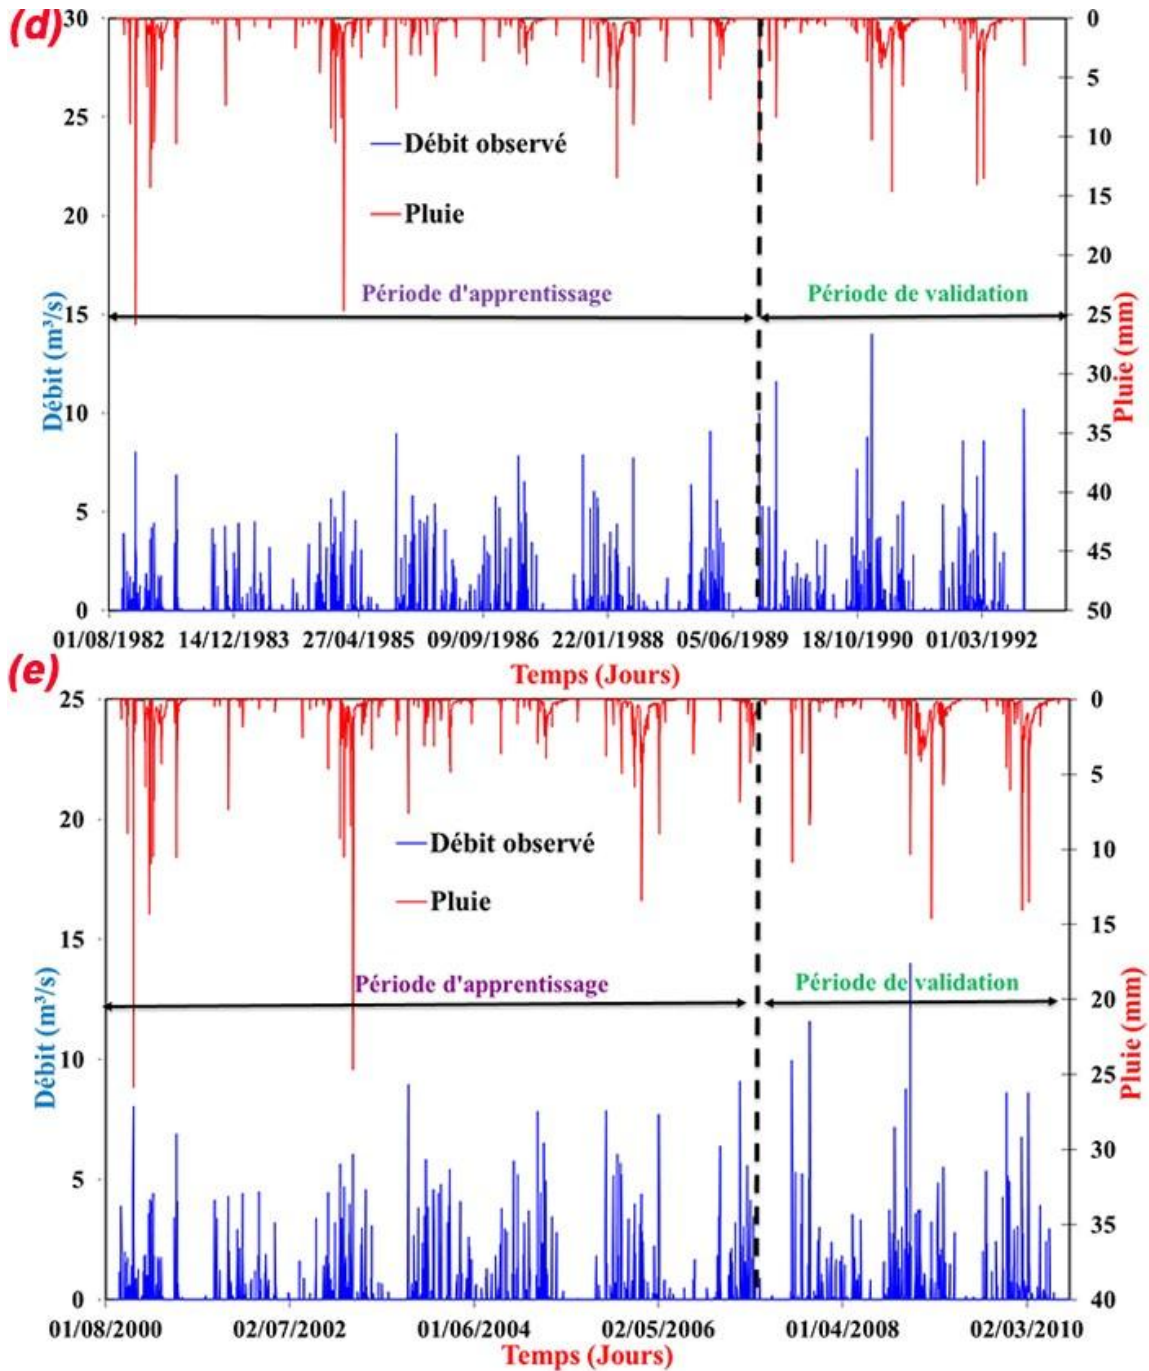 (d)
30
25
20
15
10
5
0
0
5
10
15
20
25
30
35
40
45
50
Débit observé
Pluie
Période d'apprentissage
Période de validation
Débit (m³/s)
Pluie (mm)
01/08/1982 14/12/1983 27/04/1985 09/09/1986 22/01/1988 05/06/1989 18/10/1990 01/03/1992
Temps (Jours)
(e)
25
20
15
10
5
0
0
5
10
15
20
25
30
35
40
Débit observé
Pluie
Période d'apprentissage
Période de validation
Débit (m³/s)
Pluie (mm)
01/08/2000 02/07/2002 01/06/2004 02/05/2006 01/04/2008 02/03/2010
Temps (Jours)